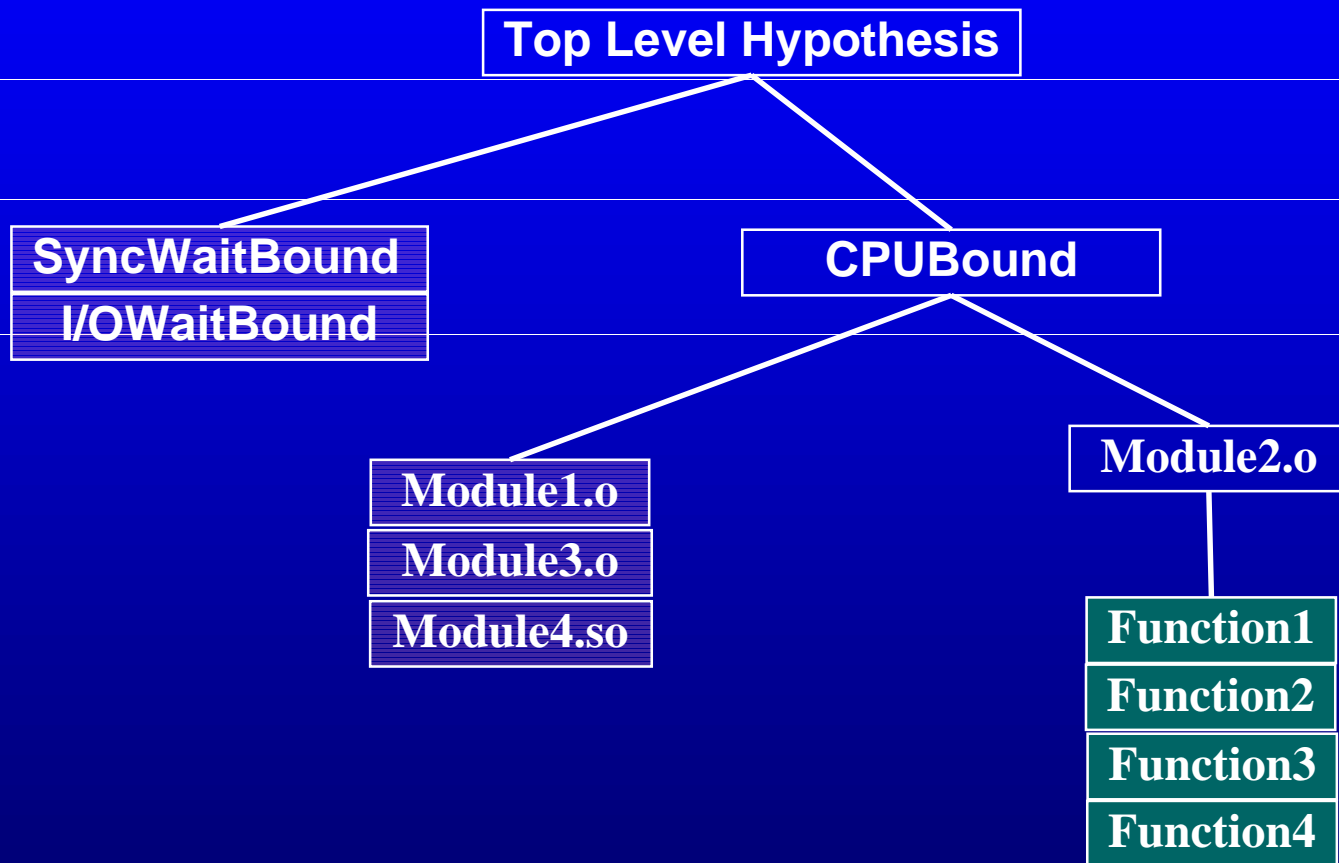 Top Level Hypothesis
SyncWaitBound
I/OWaitBound
CPUBound
Module1.o
Module3.o
Module4.so
Module2.o
Function1
Function2
Function3
Function4